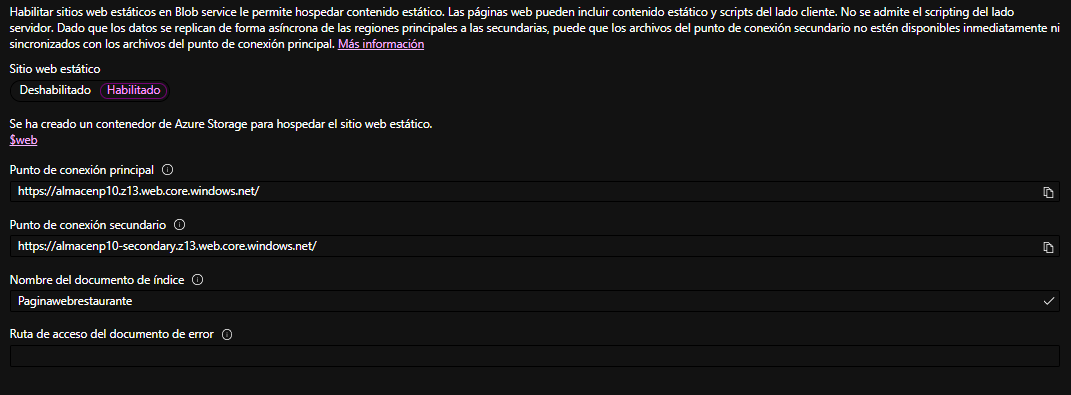 Habilitar sitios web estáticos en Blob service le permite hospedar contenido estático. Las páginas web pueden incluir contenido estático y scripts del lado cliente. No se admite el scripting del lado
servidor. Dado que los datos se replican de forma asíncrona de las regiones principales a las secundarias, puede que los archivos del punto de conexión secundario no estén disponibles inmediatamente ni
sincronizados con los archivos del punto de conexión principal. Más información
Sitio web estático
Deshabilitado Habilitado
Se ha creado un contenedor de Azure Storage para hospedar el sitio web estático.
$web
Punto de conexión principal
https://almacenp10.z13.web.core.windows.net/
Punto de conexión secundario
https://almacenp10-secondary.z13.web.core.windows.net/
Nombre del documento de índice
Paginawebrestaurante
Ruta de acceso del documento de error